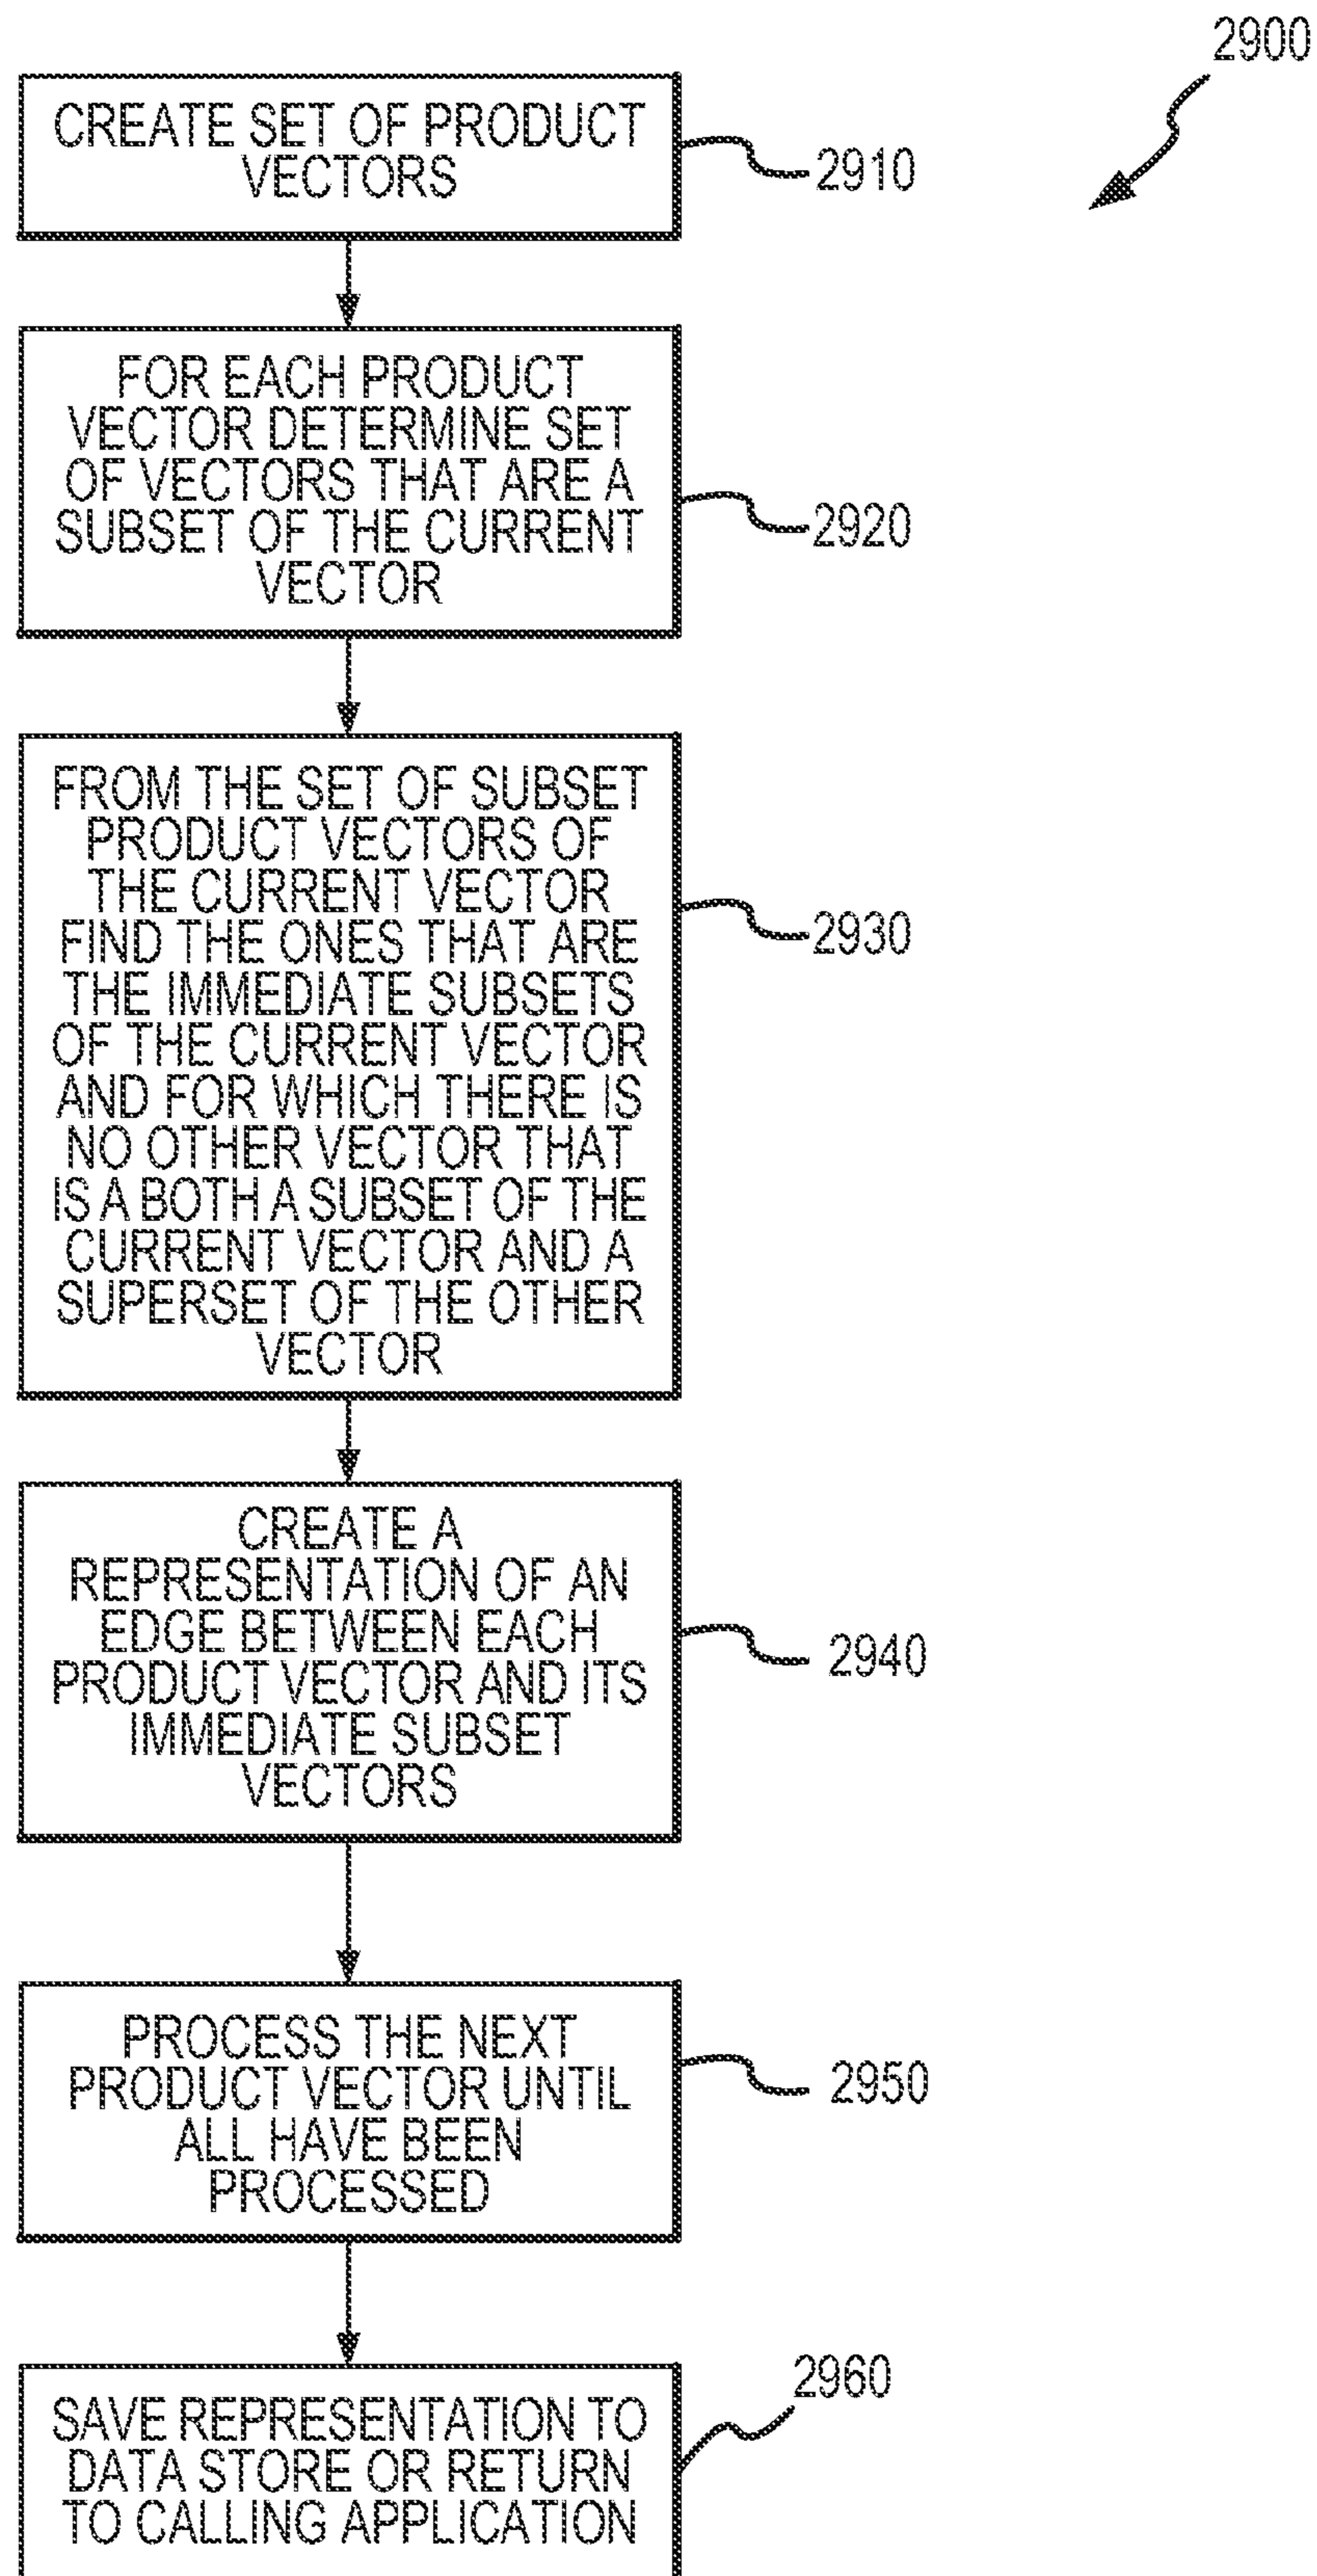 2900
CREATE SET OF PRODUCT
VECTORS
2910
FOR EACH PRODUCT
VECTOR DETERMINE SET
OF VECTORS THAT ARE A
SUBSET OF THE CURRENT
VECTOR
2920
FROM THE SET OF SUBSET
PRODUCT VECTORS OF
THE CURRENT VECTOR
FIND THE ONES THAT ARE
THE IMMEDIATE SUBSETS
OF THE CURRENT VECTOR
AND FOR WHICH THERE IS
NO OTHER VECTOR THAT
IS A BOTH A SUBSET OF THE
CURRENT VECTOR AND A
SUPERSET OF THE OTHER
VECTOR
2930
CREATE A
REPRESENTATION OF AN
EDGE BETWEEN EACH
PRODUCT VECTOR AND ITS
IMMEDIATE SUBSET
VECTORS
2940
PROCESS THE NEXT
PRODUCT VECTOR UNTIL
ALL HAVE BEEN
PROCESSED
2950
SAVE REPRESENTATION TO
DATA STORE OR RETURN
TO CALLING APPLICATION
2960